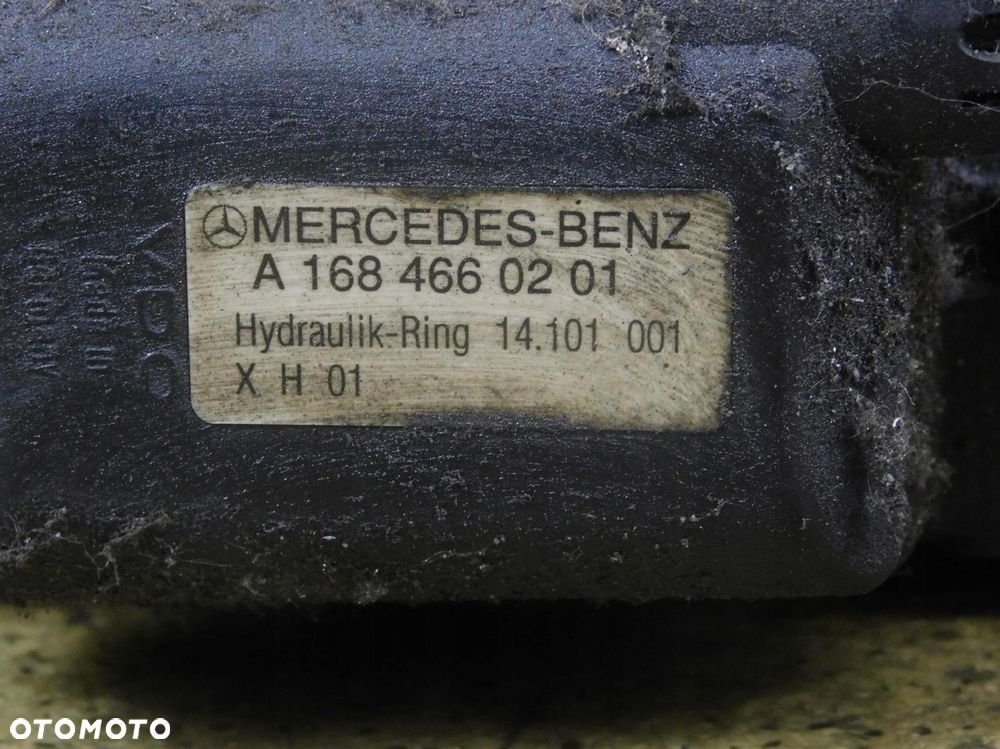 MERCEDES-BENZ
A 168 466 02 01
Hydraulik-Ring 14.101 001
X H 01
OTOMOTO